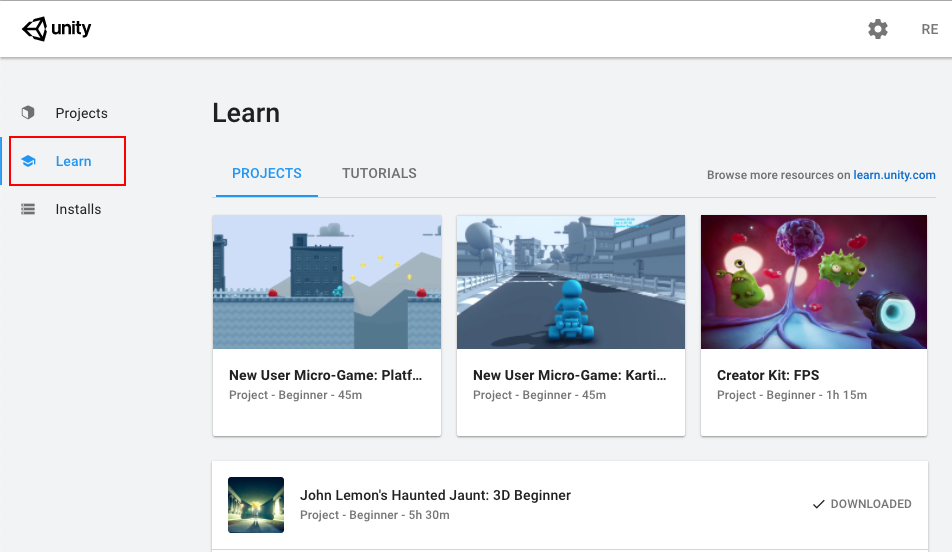 unity
RE
Projects
Learn
Installs
Learn
PROJECTS
TUTORIALS
Browse more resources on learn.unity.com
New User Micro-Game: Platf...
Project - Beginner - 45m
New User Micro-Game: Karti...
Project - Beginner - 45m
Creator Kit: FPS
Project - Beginner - 1h 15m
John Lemon's Haunted Jaunt: 3D Beginner
Project - Beginner - 5h 30m
DOWNLOADED